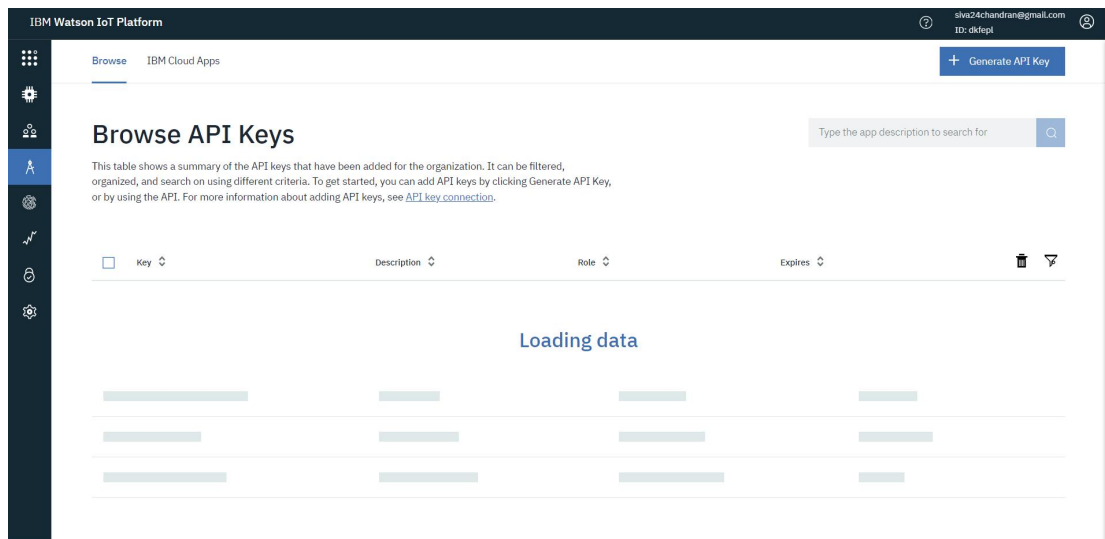 IBM Watson IoT Platform
siva24chandran@gmail.com
ID: dkfepl
Browse IBM Cloud Apps
+ Generate API Key
Browse API Keys
Type the app description to search for
This table shows a summary of the API keys that have been added for the organization. It can be filtered,
organized, and search on using different criteria. To get started, you can add API keys by clicking Generate API Key,
or by using the API. For more information about adding API keys, see API key connection.
Key Description Role Expires
Loading data